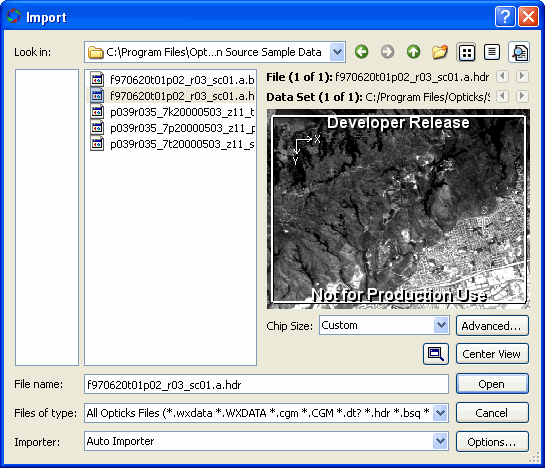 Import
Look in: C:\Program Files\Opt...n Source Sample Data
f970620t01p02_r03_sc01.a.b
f970620t01p02_r03_sc01.a.h
p039r035_7k20000503_z11_t
p039r035_7p20000503_z11_p
p039r035_7t20000503_z11_s
File (1 of 1): f970620t01p02_r03_sc01.a.hdr
Data Set (1 of 1): C:/Program Files/Opticks/S
Developer Release
X
Y
Not for Production Use
Chip Size: Custom Advanced...
Center View
File name: f970620t01p02_r03_sc01.a.hdr Open
Files of type: All Opticks Files (*.wxdata *.WXDATA *.cgm *.CGM *.dt? *.hdr *.bsq * Cancel
Importer: Auto Importer Options...